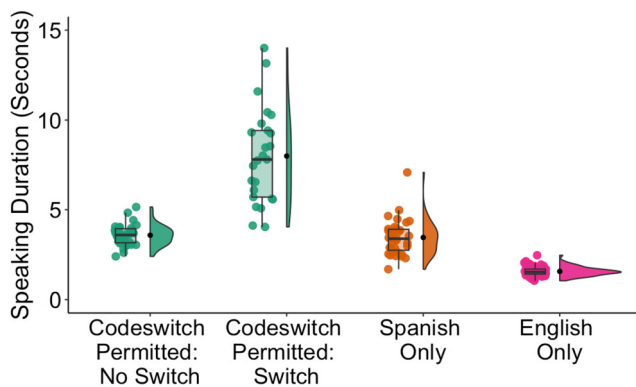 Speaking Duration (Seconds)
15
10
5
0
Codeswitch
Permitted:
No Switch
Codeswitch
Permitted:
Switch
Spanish
Only
English
Only